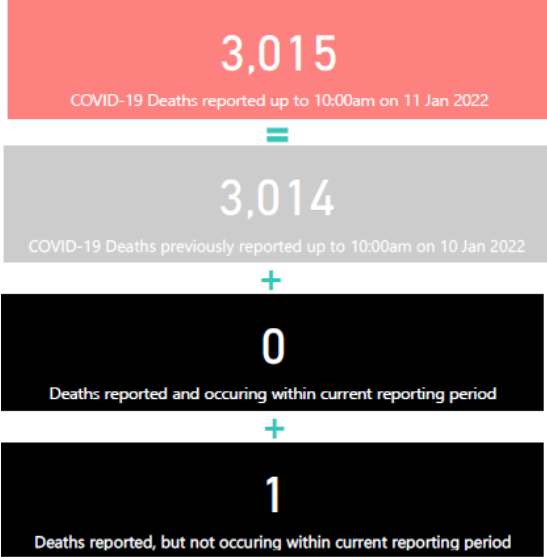 3,015
COVID-19 Deaths reported up to 10:00am on 11 Jan 2022
=
3,014
COVID-19 Deaths previously reported up to 10:00am on 10 Jan 2022
+
0
Deaths reported and occuring within current reporting period
+
1
Deaths reported, but not occuring within current reporting period